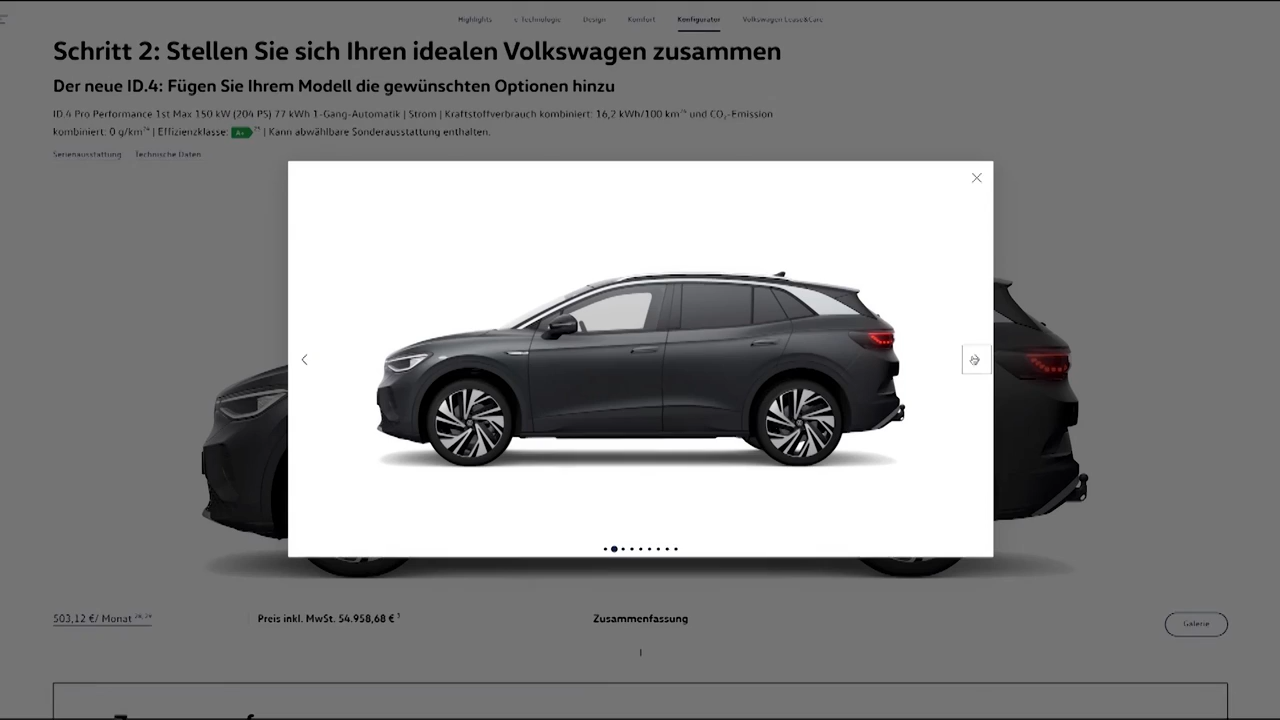 Highlights
Technologie
Design
Komfort
Konfigurator
Volkswagen Lease&Care
Schritt 2: Stellen Sie sich Ihren idealen Volkswagen zusammen
Der neue ID.4: Fügen Sie Ihrem Modell die gewünschten Optionen hinzu
ID.4 Pro Performance 1st Max 150 kW (204 PS) 77 kWh 1-Gang-Automatik | Strom | Kraftstoffverbrauch kombiniert: 16,2 kWh/100 km und CO₂-Emission
kombiniert: 0 g/km | Effizienzklasse: A+ | Kann abwählbare Sonderausstattung enthalten.
Serienausstattung
Technische Daten
503,12 €/ Monat
Preis inkl. MwSt. 54.958,68 €
Zusammenfassung
Galerie